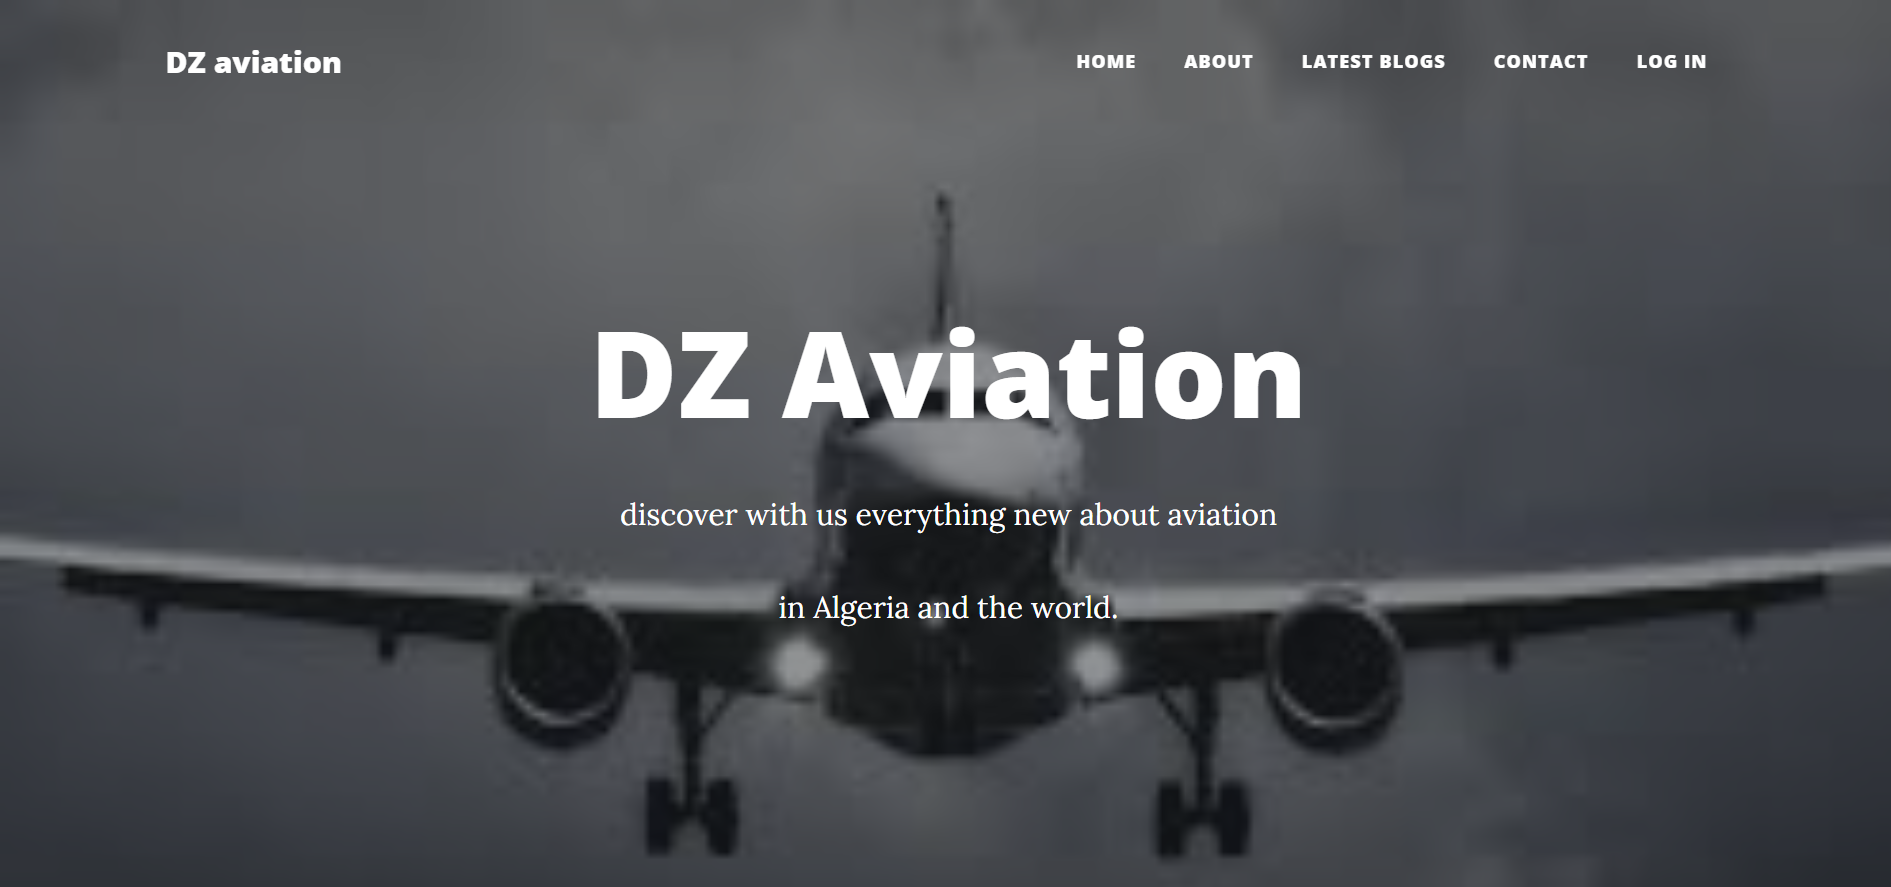 DZ aviation
HOME ABOUT LATEST BLOGS CONTACT LOG IN
DZ Aviation
discover with us everything new about aviation
in Algeria and the world.